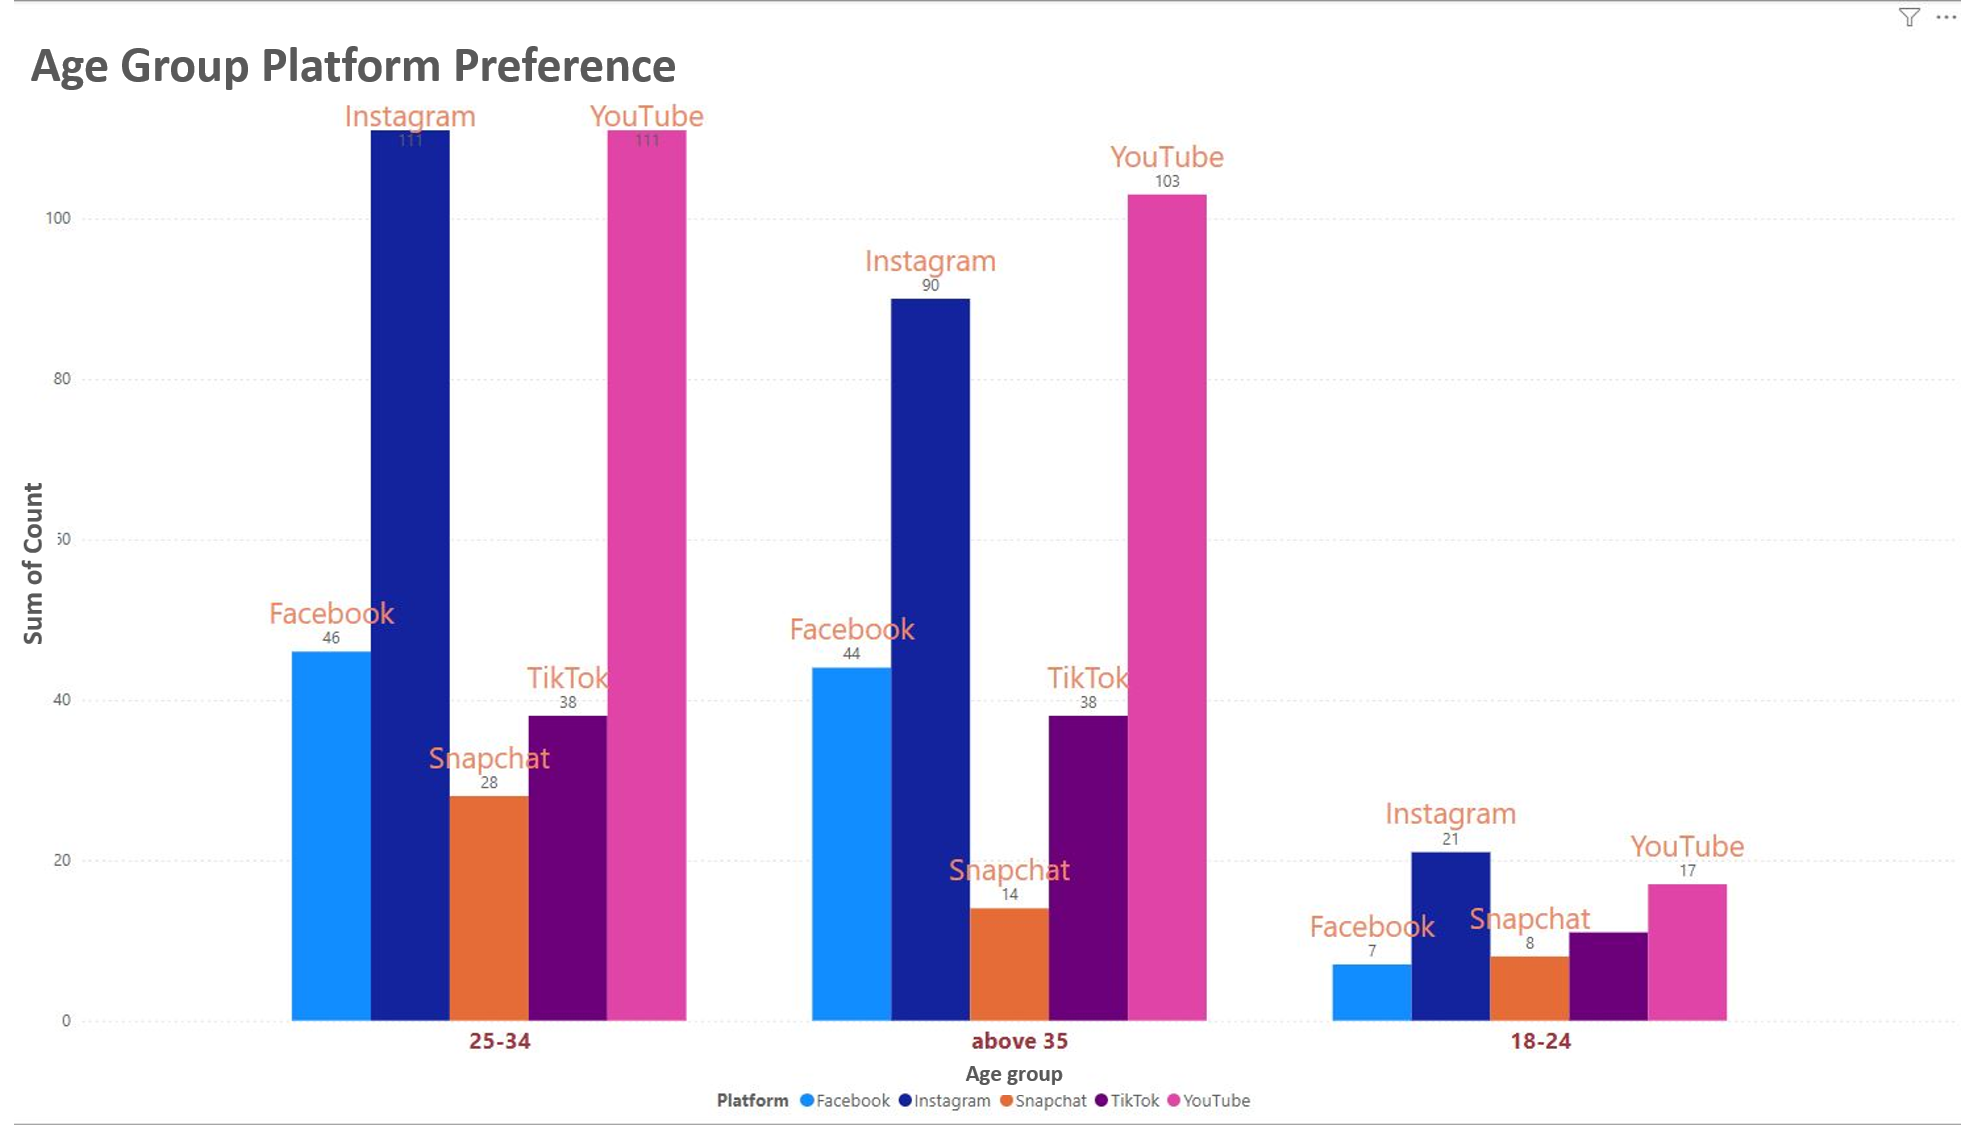 Age Group Platform Preference
Instagram
111
YouTube
111
YouTube
103
100
Instagram
90
80
Sum of Count
60
Facebook
46
Facebook
44
TikTok
38
TikTok
38
40
Snapchat
28
Instagram
21
YouTube
17
20
Snapchat
14
Facebook
7
Snapchat
8
0
25-34
above 35
18-24
Age group
Platform Facebook Instagram Snapchat TikTok YouTube